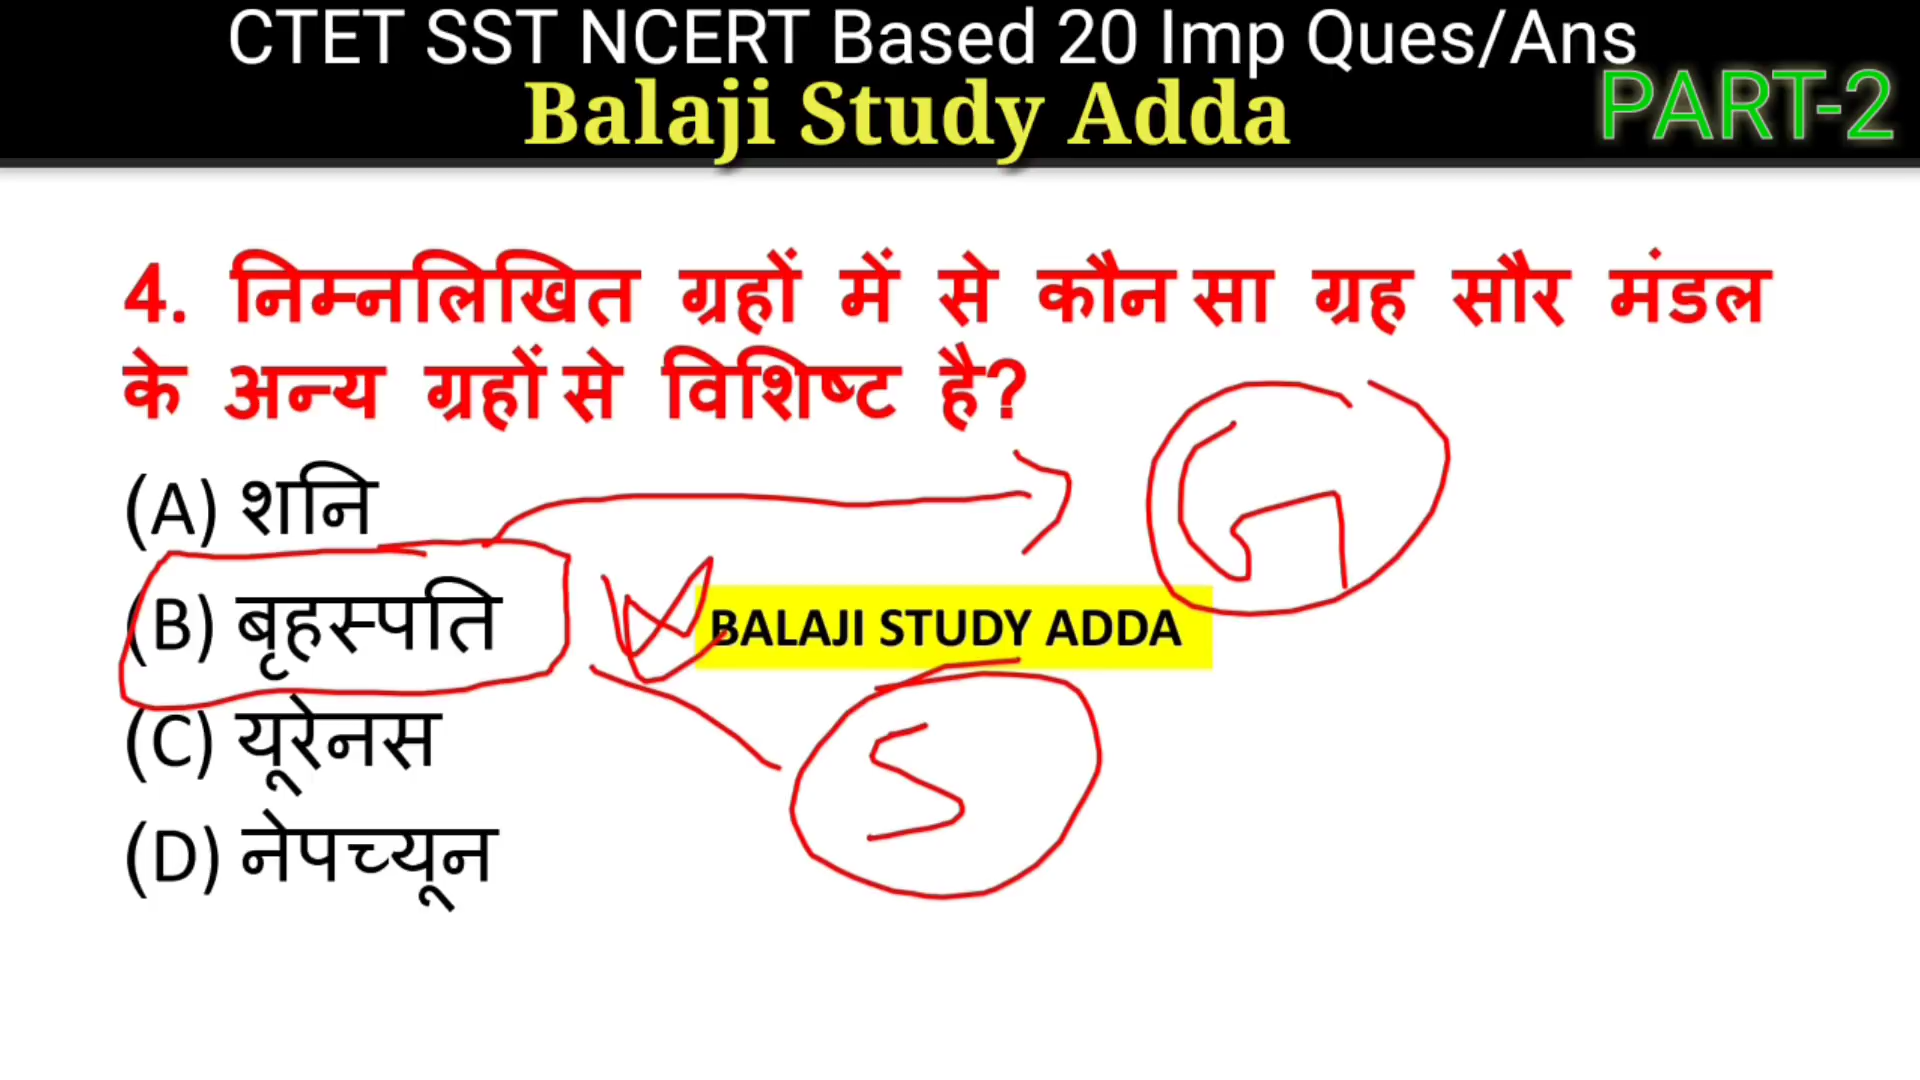 CTET SST NCERT Based 20 Imp Ques/Ans
Balaji Study Adda
PART-2
4. निम्नलिखित ग्रहों में से कौन सा ग्रह सौर मंडल
के अन्य ग्रहों से विशिष्ट है?
(A) शनि
(B) बृहस्पति
BALAJI STUDY ADDA
(C) यूरेनस
(D) नेपच्यून
G
S